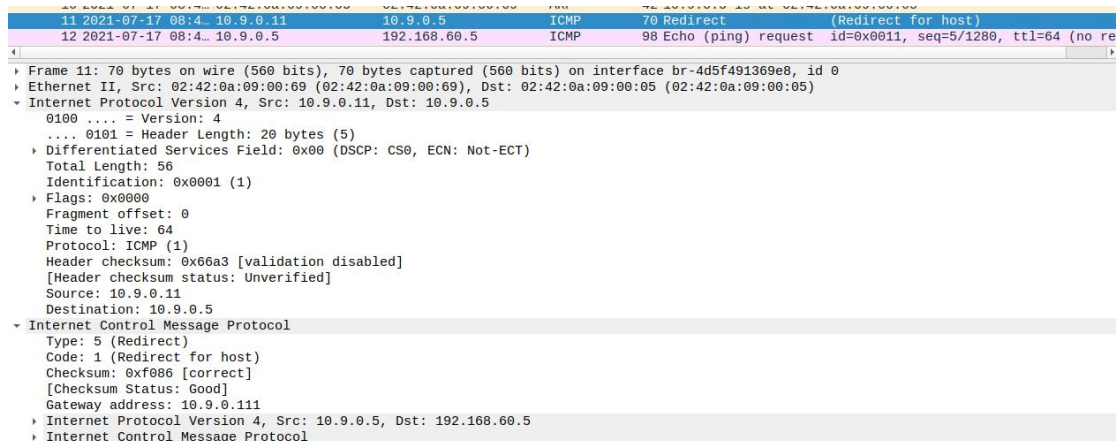 11 2021-07-17 08:4… 10.9.0.11 10.9.0.5 ICMP 70 Redirect (Redirect for host)
12 2021-07-17 08:4… 10.9.0.5 192.168.60.5 ICMP 98 Echo (ping) request id=0x0011, seq=5/1280, ttl=64 (no re
Frame 11: 70 bytes on wire (560 bits), 70 bytes captured (560 bits) on interface br-4d5f491369e8, id 0
Ethernet II, Src: 02:42:0a:09:00:69 (02:42:0a:09:00:69), Dst: 02:42:0a:09:00:05 (02:42:0a:09:00:05)
Internet Protocol Version 4, Src: 10.9.0.11, Dst: 10.9.0.5
0100 .... = Version: 4
.... 0101 = Header Length: 20 bytes (5)
Differentiated Services Field: 0x00 (DSCP: CS0, ECN: Not-ECT)
Total Length: 56
Identification: 0x0001 (1)
Flags: 0x0000
Fragment offset: 0
Time to live: 64
Protocol: ICMP (1)
Header checksum: 0x66a3 [validation disabled]
[Header checksum status: Unverified]
Source: 10.9.0.11
Destination: 10.9.0.5
Internet Control Message Protocol
Type: 5 (Redirect)
Code: 1 (Redirect for host)
Checksum: 0xf086 [correct]
[Checksum Status: Good]
Gateway address: 10.9.0.111
Internet Protocol Version 4, Src: 10.9.0.5, Dst: 192.168.60.5
Internet Control Message Protocol